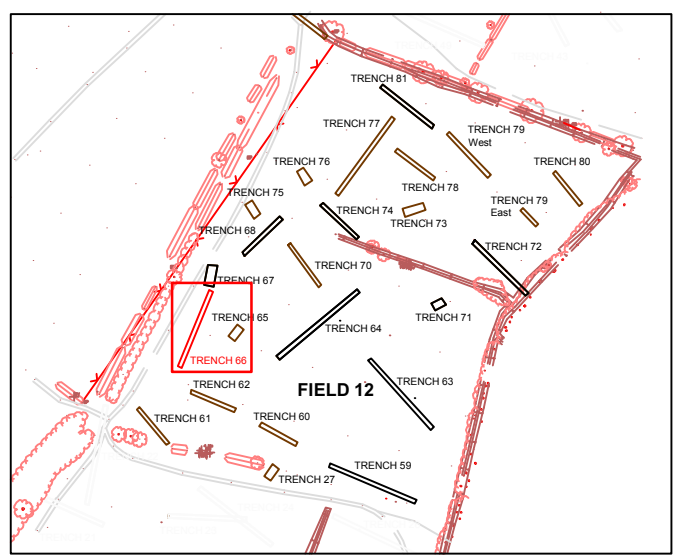 TRENCH 81
TRENCH 77
TRENCH 79
West
TRENCH 76
TRENCH 80
TRENCH 78
TRENCH 75
TRENCH 79
East
TRENCH 74
TRENCH 73
TRENCH 68
TRENCH 72
TRENCH 70
TRENCH 67
TRENCH 65
TRENCH 71
TRENCH 64
TRENCH 66
TRENCH 63
TRENCH 62
FIELD 12
TRENCH 61
TRENCH 60
TRENCH 59
TRENCH 27